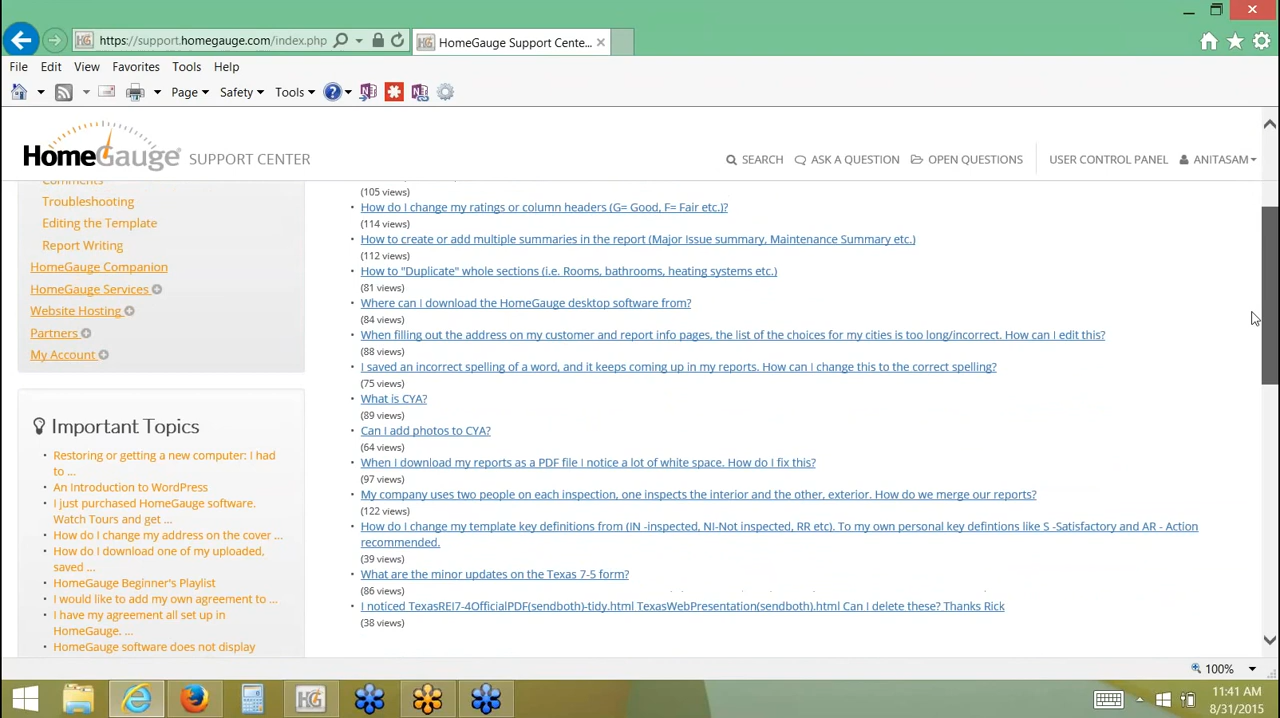 https://support.homegauge.com/index.php
HomeGauge Support Cente...
File Edit View Favorites Tools Help
Page Safety Tools
HomeGauge SUPPORT CENTER
SEARCH ASK A QUESTION OPEN QUESTIONS USER CONTROL PANEL ANITASAM
Comments
Troubleshooting
Editing the Template
Report Writing
HomeGauge Companion
HomeGauge Services
Website Hosting
Partners
My Account
Important Topics
Restoring or getting a new computer: I had
to ...
An Introduction to WordPress
I just purchased HomeGauge software.
Watch Tours and get ...
How do I change my address on the cover ...
How do I download one of my uploaded,
saved ...
HomeGauge Beginner's Playlist
I would like to add my own agreement to ...
I have my agreement all set up in
HomeGauge. ...
HomeGauge software does not display
(105 views)
How do I change my ratings or column headers (G= Good, F= Fair etc.)?
(114 views)
How to create or add multiple summaries in the report (Major Issue summary, Maintenance Summary etc.)
(112 views)
How to "Duplicate" whole sections (i.e. Rooms, bathrooms, heating systems etc.)
(81 views)
Where can I download the HomeGauge desktop software from?
(84 views)
When filling out the address on my customer and report info pages, the list of the choices for my cities is too long/incorrect. How can I edit this?
(88 views)
I saved an incorrect spelling of a word, and it keeps coming up in my reports. How can I change this to the correct spelling?
(75 views)
What is CYA?
(89 views)
Can I add photos to CYA?
(64 views)
When I download my reports as a PDF file I notice a lot of white space. How do I fix this?
(97 views)
My company uses two people on each inspection, one inspects the interior and the other, exterior. How do we merge our reports?
(122 views)
How do I change my template key definitions from (IN -inspected, NI-Not inspected, RR etc). To my own personal key defintions like S -Satisfactory and AR - Action
recommended.
(39 views)
What are the minor updates on the Texas 7-5 form?
(86 views)
I noticed TexasREI7-4OfficialPDF(sendboth)-tidy.html TexasWebPresentation(sendboth).html Can I delete these? Thanks Rick
(38 views)
100%
11:41 AM
8/31/2015